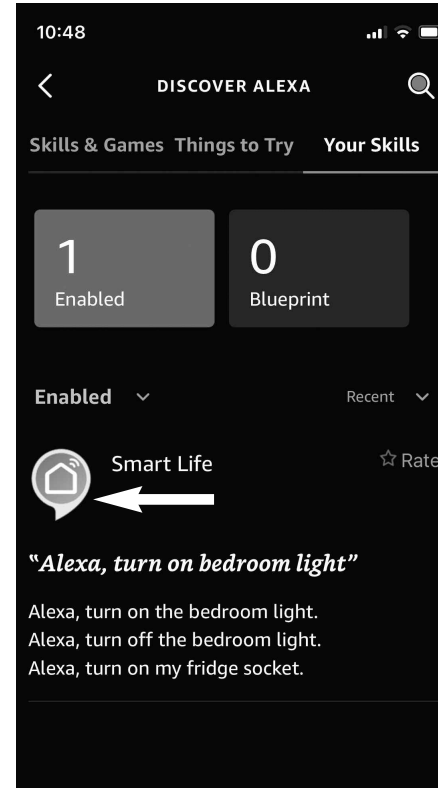 10:48
DISCOVER ALEXA
Skills & Games Things to Try Your Skills
1 0
Enabled Blueprint
Enabled Recent
Smart Life Rate
“Alexa, turn on bedroom light”
Alexa, turn on the bedroom light.
Alexa, turn off the bedroom light.
Alexa, turn on my fridge socket.